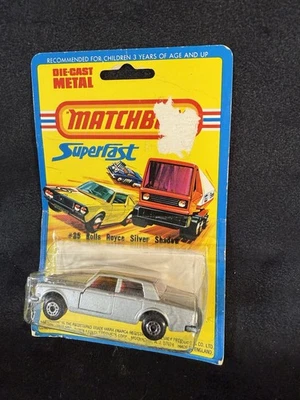 RECOMMENDED FOR CHILDREN 3 YEARS OF AGE AND UP
DIE-CAST
METAL
MATCHB
Superfast
#39 Rolls Royce Silver Shadow
ENGLAND